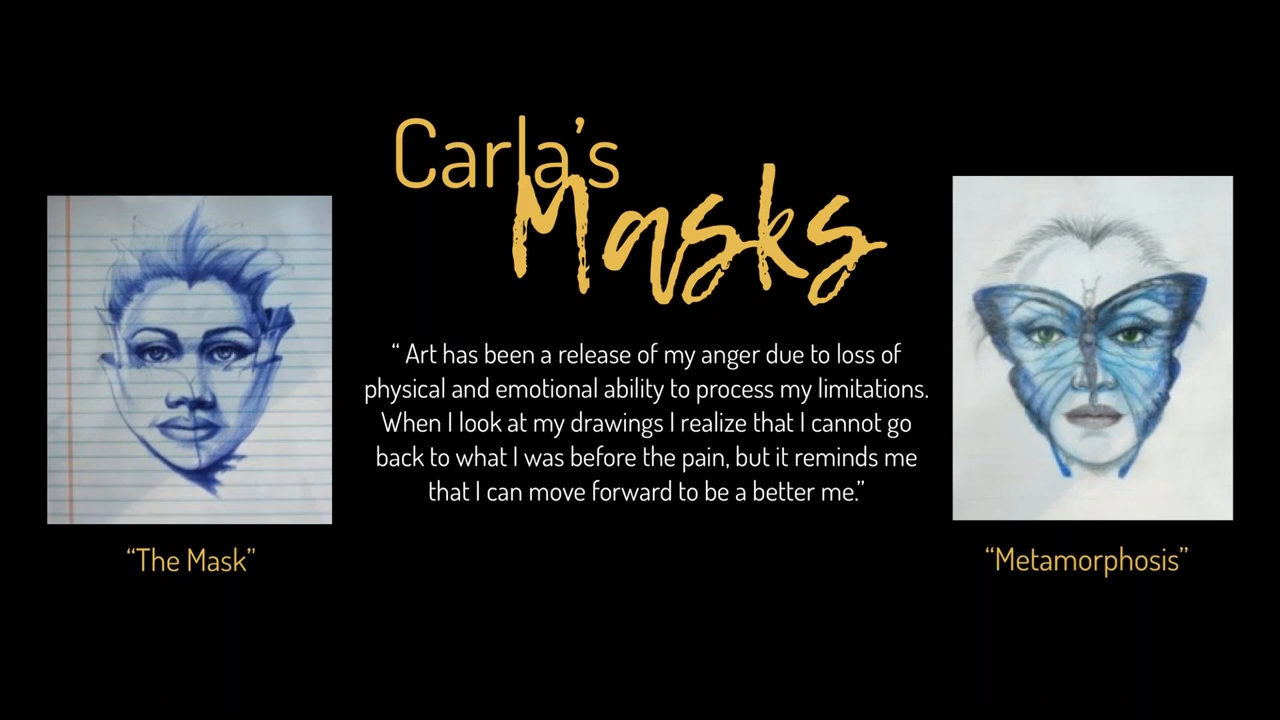 Carla's
Masks
“ Art has been a release of my anger due to loss of
physical and emotional ability to process my limitations.
When I look at my drawings I realize that I cannot go
back to what I was before the pain, but it reminds me
that I can move forward to be a better me.”
“The Mask”
“Metamorphosis”